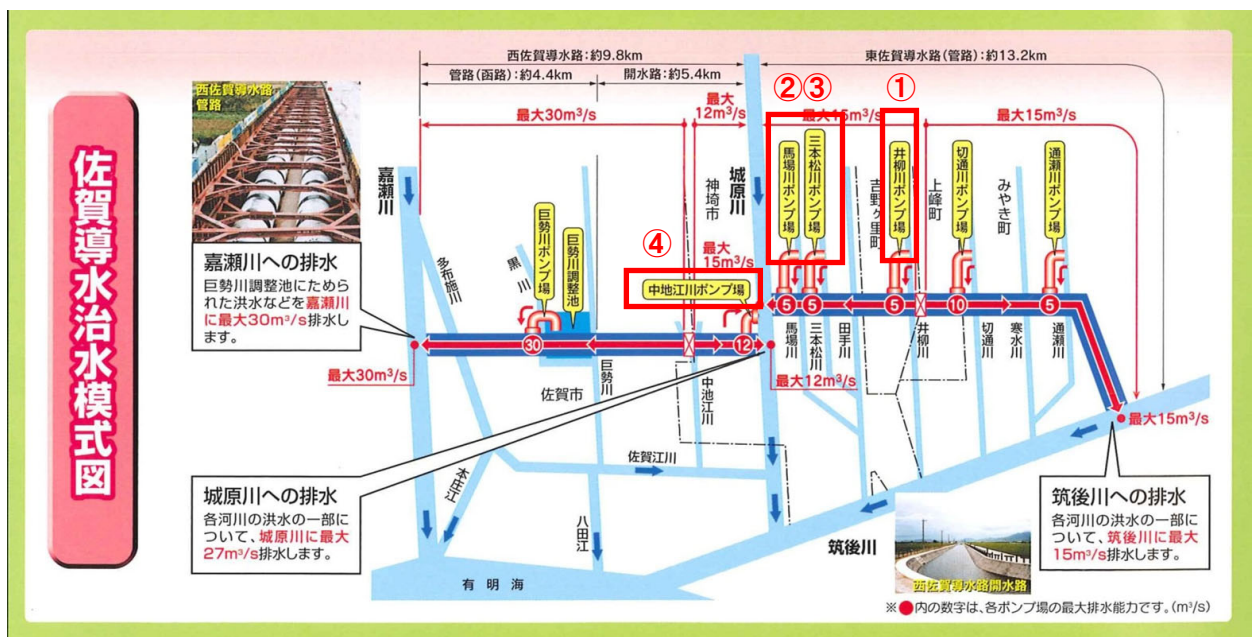 佐賀導水治水模式図
西佐賀導水路:約9.8km
東佐賀導水路(管路):約13.2km
管路(函路):約4.4km
開水路:約5.4km
最大30m³/s
最大
12m³/s
最大15m³/s
最大15m³/s
②③
①
④
西佐賀導水路
管路
嘉瀬川
神埼市
城原川
馬場川ポンプ場
三本松川ポンプ場
吉野ヶ里町
井柳川ポンプ場
上峰町
切通川ポンプ場
みやき町
通瀬川ポンプ場
多布施川
黒川
巨勢川ポンプ場
巨勢川調整池
最大
15m³/s
中地江川ポンプ場
5
5
5
10
5
30
12
馬場川
三本松川
田手川
井柳川
切通川
寒水川
通瀬川
嘉瀬川への排水
巨勢川調整池にため
られた洪水などを嘉瀬川
に最大30m³/s排水し
ます。
最大30m³/s
佐賀市
巨勢川
中池江川
最大12m³/s
最大15m³/s
佐賀江川
本庄江
八田江
城原川への排水
各河川の洪水の一部に
ついて、城原川に最大
27m³/s排水します。
筑後川への排水
各河川の洪水の一部に
ついて、筑後川に最大
15m³/s排水します。
筑後川
有明海
西佐賀導水路開水路
※●内の数字は、各ポンプ場の最大排水能力です。(m³/s)